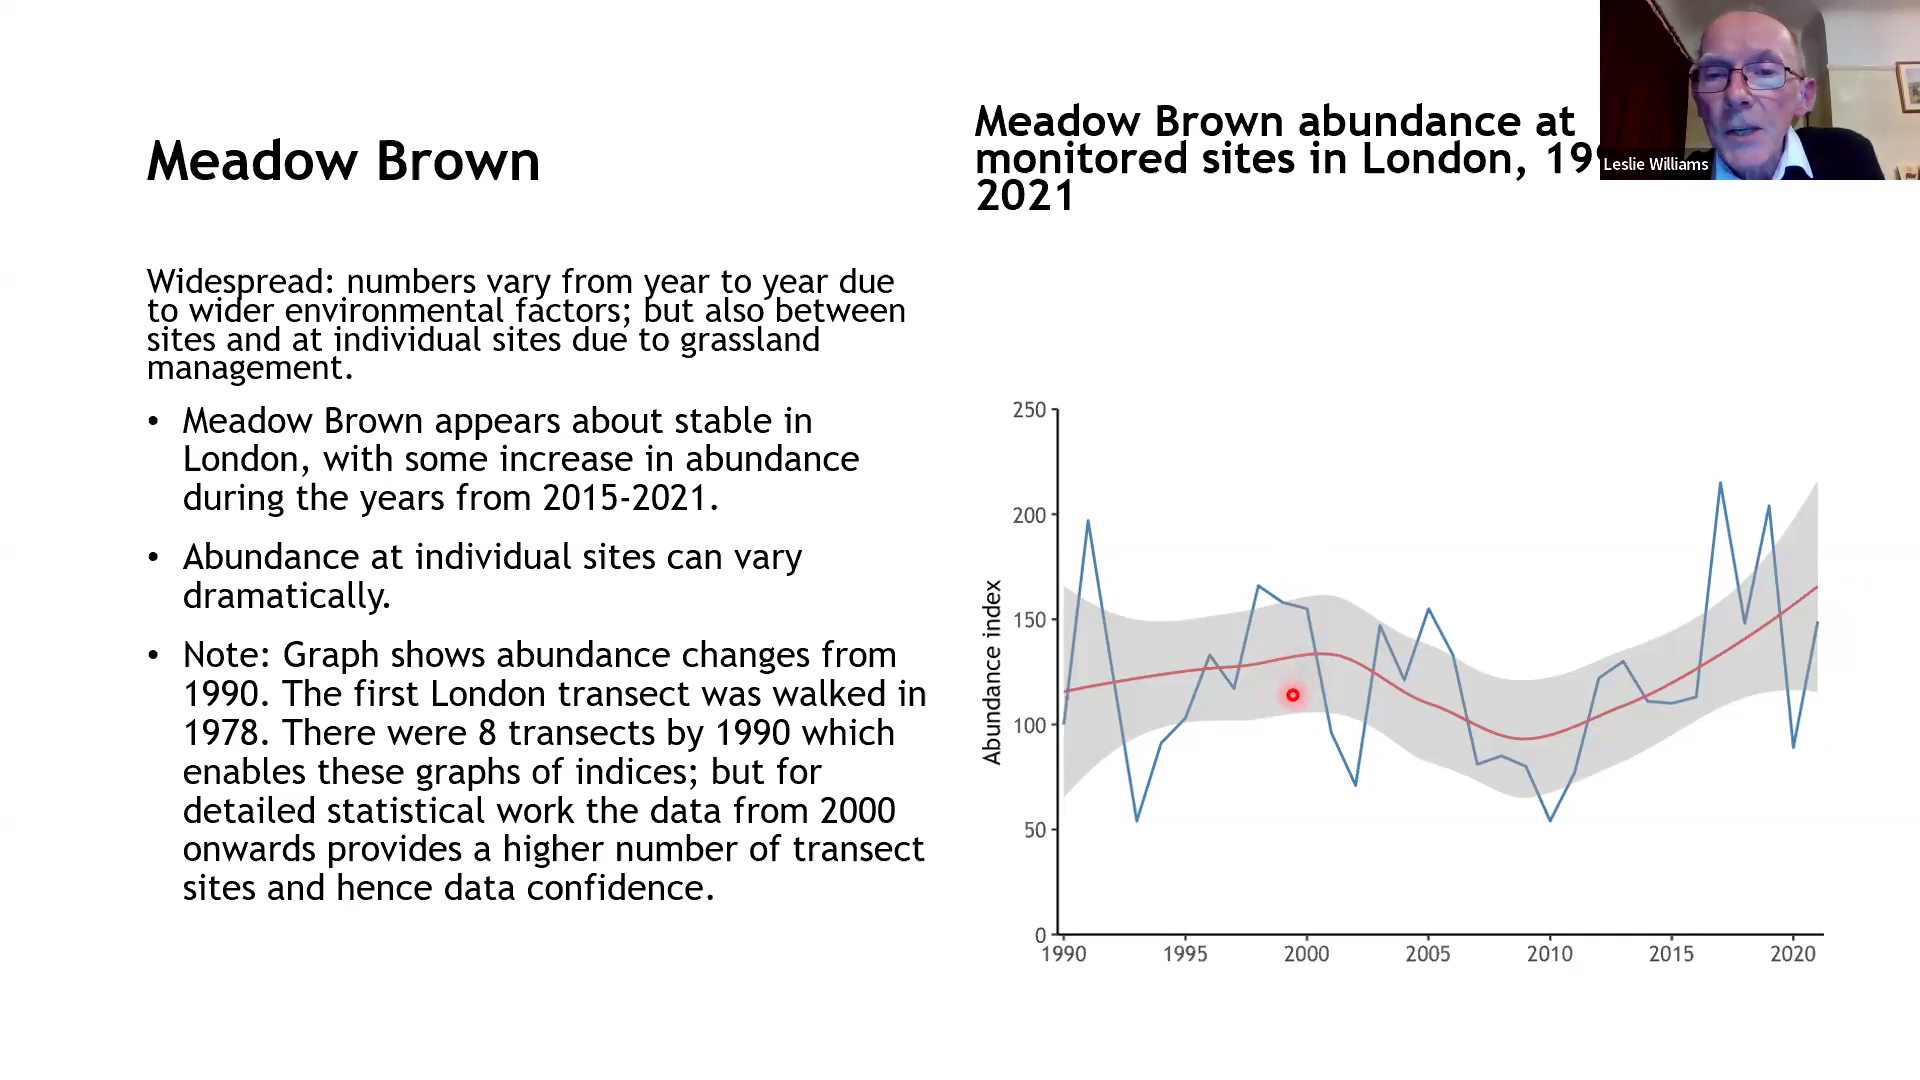 Meadow Brown
Widespread: numbers vary from year to year due
to wider environmental factors; but also between
sites and at individual sites due to grassland
management.
• Meadow Brown appears about stable in
London, with some increase in abundance
during the years from 2015-2021.
• Abundance at individual sites can vary
dramatically.
• Note: Graph shows abundance changes from
1990. The first London transect was walked in
1978. There were 8 transects by 1990 which
enables these graphs of indices; but for
detailed statistical work the data from 2000
onwards provides a higher number of transect
sites and hence data confidence.
Meadow Brown abundance at
monitored sites in London,
2021
Leslie Williams
Abundance index
250
200
150
100
50
0
1990 1995 2000 2005 2010 2015 2020